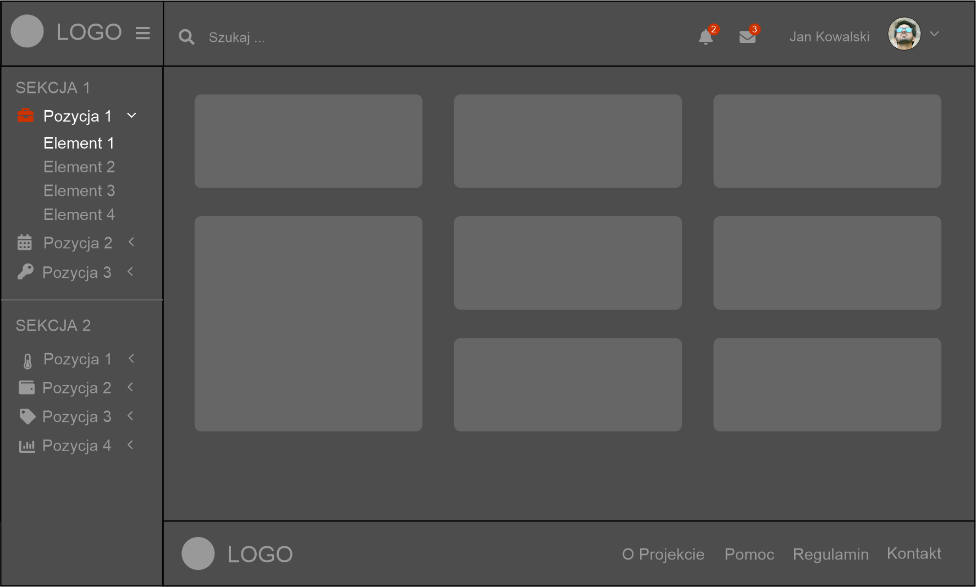 LOGO
Szukaj ...
2
3
Jan Kowalski
SEKCJA 1
Pozycja 1
Element 1
Element 2
Element 3
Element 4
Pozycja 2
Pozycja 3
SEKCJA 2
Pozycja 1
Pozycja 2
Pozycja 3
Pozycja 4
LOGO
O Projekcie
Pomoc
Regulamin
Kontakt